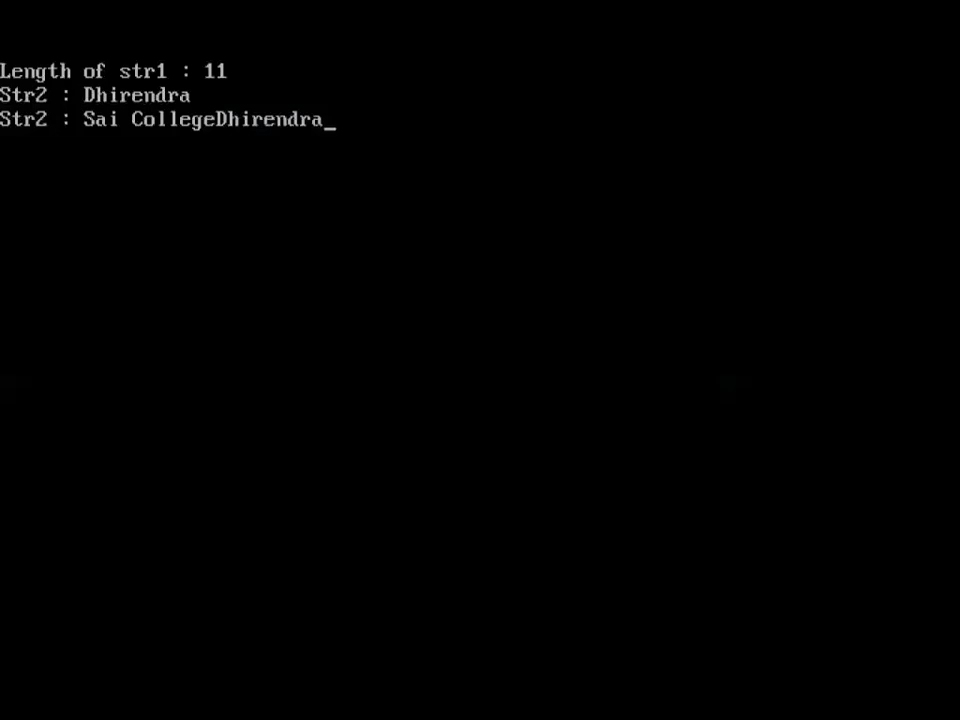 Length of str1 : 11
Str2 : Dhirendra
Str2 : Sai CollegeDhirendra_